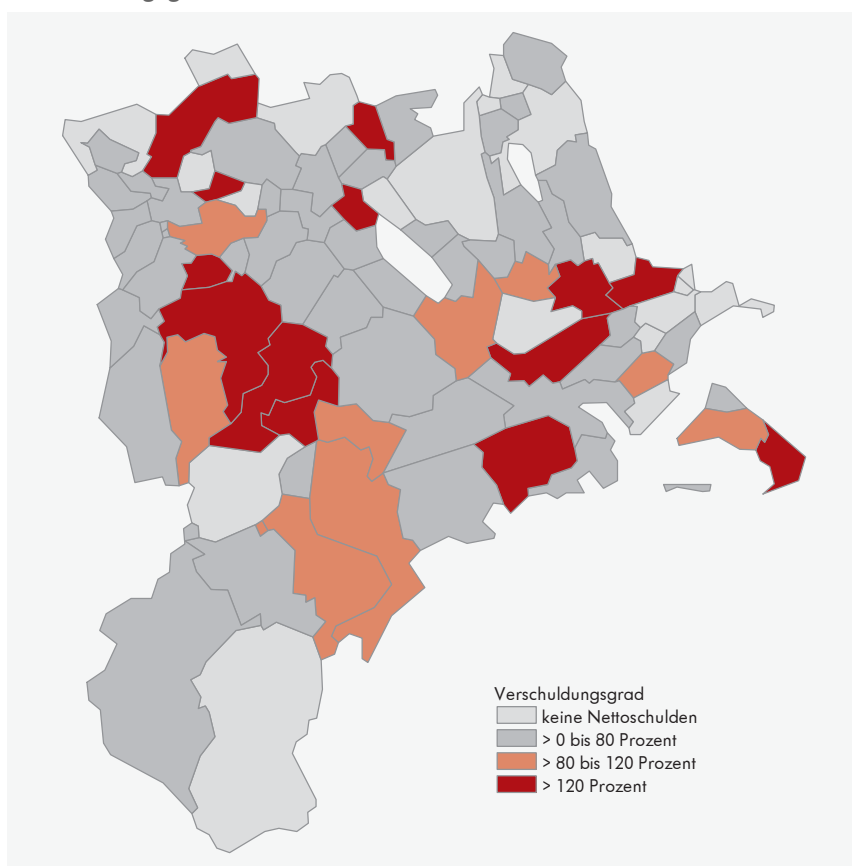 Verschuldungsgrad
keine Nettoschulden
> 0 bis 80 Prozent
> 80 bis 120 Prozent
> 120 Prozent